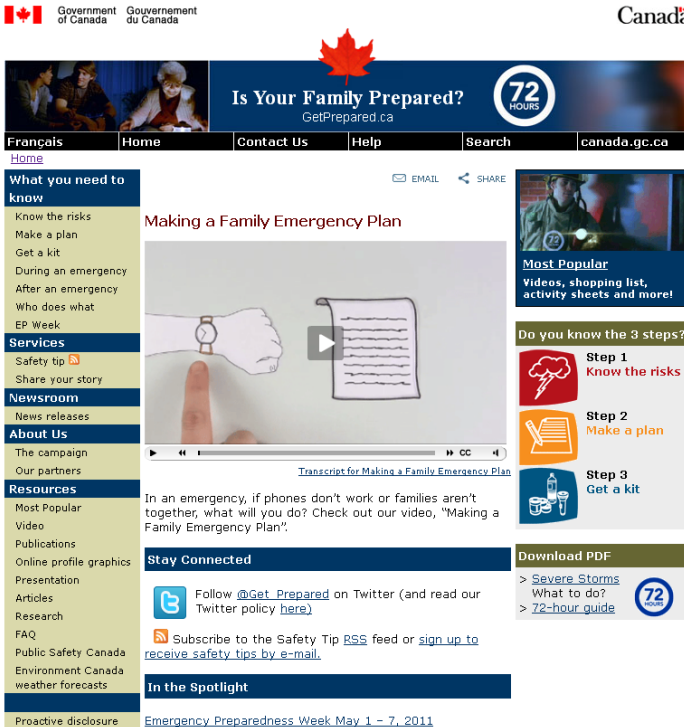 Government Gouvernement
of Canada du Canada
Is Your Family Prepared?
GetPrepared.ca
72
HOURS
Français Home Contact Us Help Search canada.gc.ca
Home
What you need to
know
Know the risks
Make a plan
Get a kit
During an emergency
After an emergency
Who does what
EP Week
Services
Safety tip
Share your story
Newsroom
News releases
About Us
The campaign
Our partners
Resources
Most Popular
Video
Publications
Online profile graphics
Presentation
Articles
Research
FAQ
Public Safety Canada
Environment Canada
weather forecasts
Proactive disclosure
EMAIL SHARE
Making a Family Emergency Plan
CC
Transcript for Making a Family Emergency Plan
In an emergency, if phones don’t work or families aren’t
together, what will you do? Check out our video, “Making a
Family Emergency Plan”.
Stay Connected
Follow @Get_Prepared on Twitter (and read our
Twitter policy here)
Subscribe to the Safety Tip RSS feed or sign up to
receive safety tips by e-mail.
In the Spotlight
Emergency Preparedness Week May 1 – 7, 2011
72
Most Popular
Videos, shopping list,
activity sheets and more!
Do you know the 3 steps?
Step 1
Know the risks
Step 2
Make a plan
Step 3
Get a kit
Download PDF
> Severe Storms
What to do?
> 72-hour guide
72
HOURS